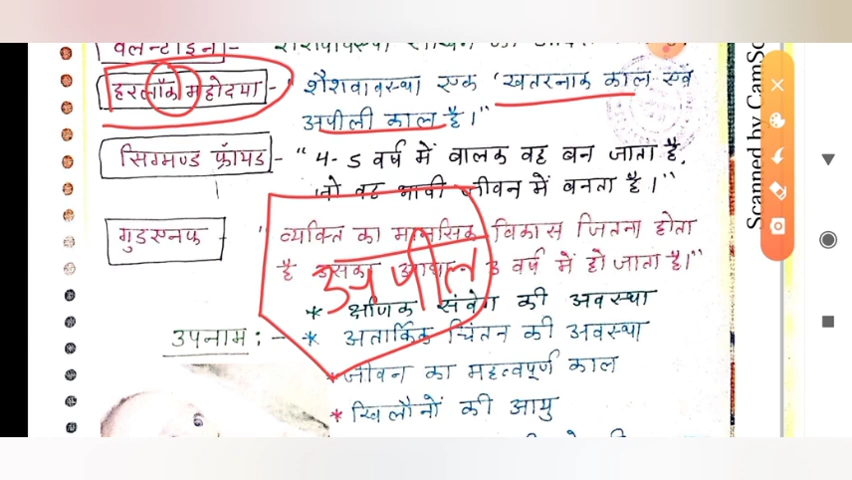 वैलेन्टाइन -
हरलॉक महोदया - " शैशवावस्था एक 'खतरनाक काल एवं
अपीली काल है।"
सिग्मण्ड फ्रॉयड - " 4-5 वर्ष में बालक वह बन जाता है,
जो वह भावी जीवन में बनता है।"
गुडएनफ - " व्यक्ति का मानसिक विकास जितना होता
है उसका आधा 3 वर्ष में हो जाता है।"
अपील
* क्षणिक संवेग की अवस्था
उपनाम :- * अतार्किक चिंतन की अवस्था
* जीवन का महत्वपूर्ण काल
* खिलौनों की आयु
Scanned by CamSc